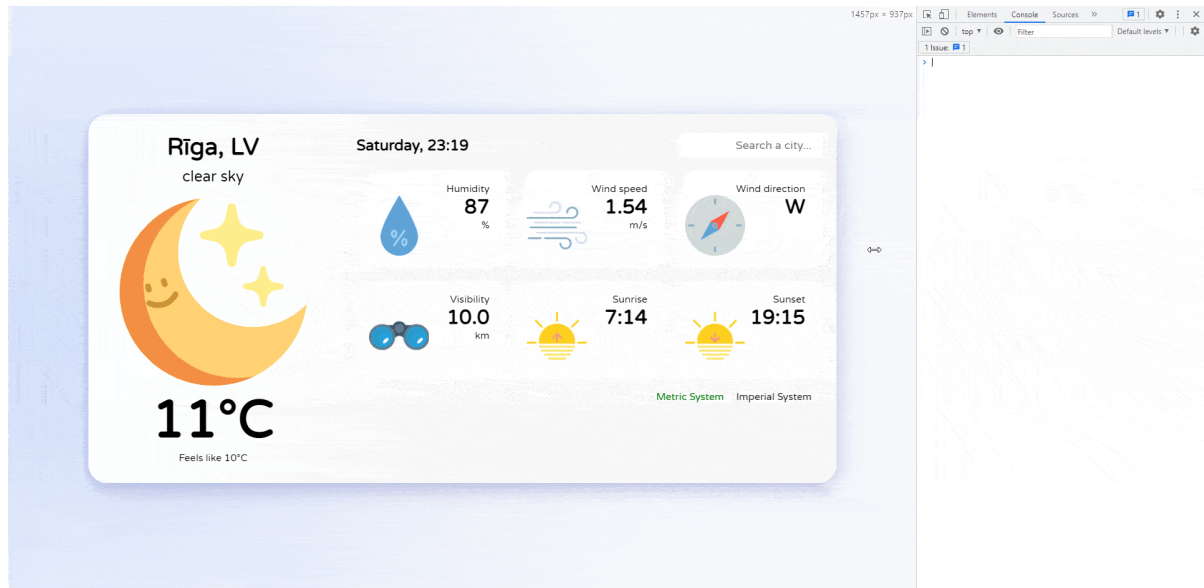 1457px × 937px
Elements Console Sources »
1
top ▼
Filter
Default levels ▼
1 Issue: 1
Rīga, LV
clear sky
11°C
Feels like 10°C
Saturday, 23:19
Search a city...
Humidity
87
%
%
Wind speed
1.54
m/s
Wind direction
W
Visibility
10.0
km
Sunrise
7:14
Sunset
19:15
Metric System Imperial System